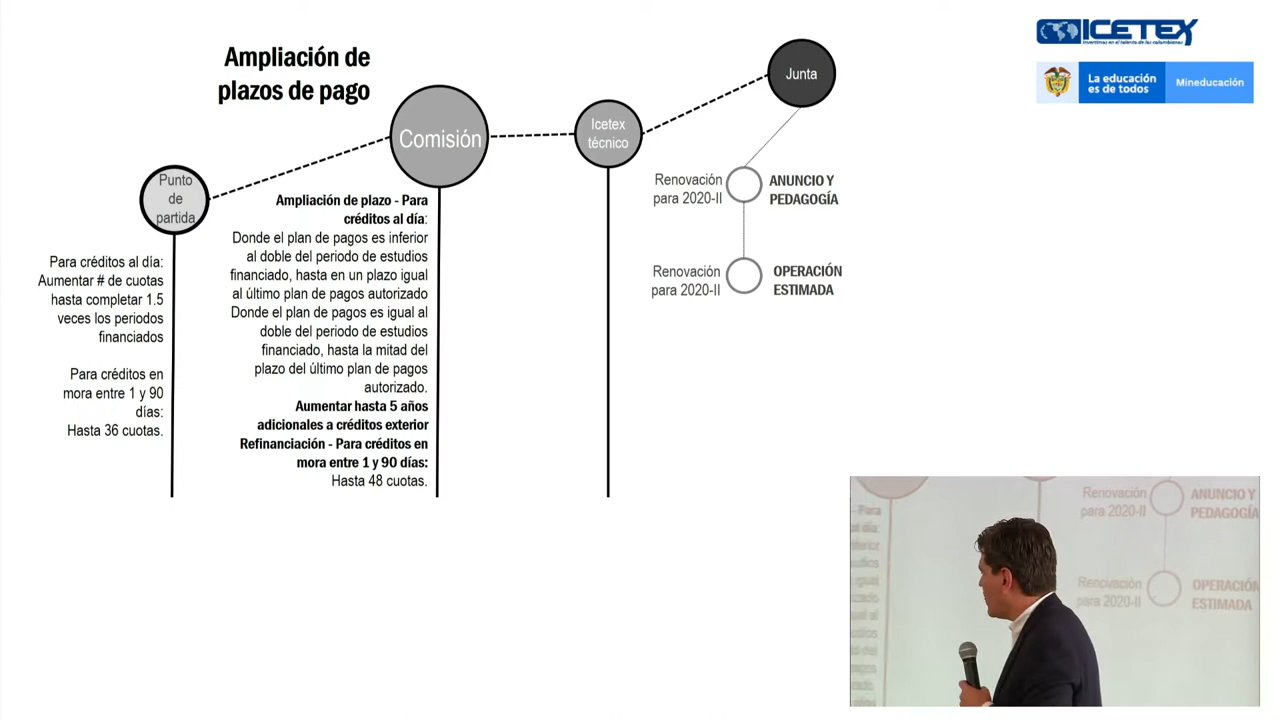 Ampliación de
plazos de pago
ICETEX
Invertimos en el talento de los colombianos
La educación
es de todos
Mineducación
Punto
de
partida
Comisión
Icetex
técnico
Junta
Para créditos al día:
Aumentar # de cuotas
hasta completar 1.5
veces los periodos
financiados
Para créditos en
mora entre 1 y 90
días:
Hasta 36 cuotas.
Ampliación de plazo - Para
créditos al día:
Donde el plan de pagos es inferior
al doble del periodo de estudios
financiado, hasta en un plazo igual
al último plan de pagos autorizado
Donde el plan de pagos es igual al
doble del periodo de estudios
financiado, hasta la mitad del
plazo del último plan de pagos
autorizado.
Aumentar hasta 5 años
adicionales a créditos exterior
Refinanciación - Para créditos en
mora entre 1 y 90 días:
Hasta 48 cuotas.
Renovación
para 2020-II
ANUNCIO Y
PEDAGOGÍA
Renovación
para 2020-II
OPERACIÓN
ESTIMADA
Renovación
para 2020-II
ANUNCIO Y
PEDAGOGÍA
Renovación
para 2020-II
OPERACIÓN
ESTIMADA